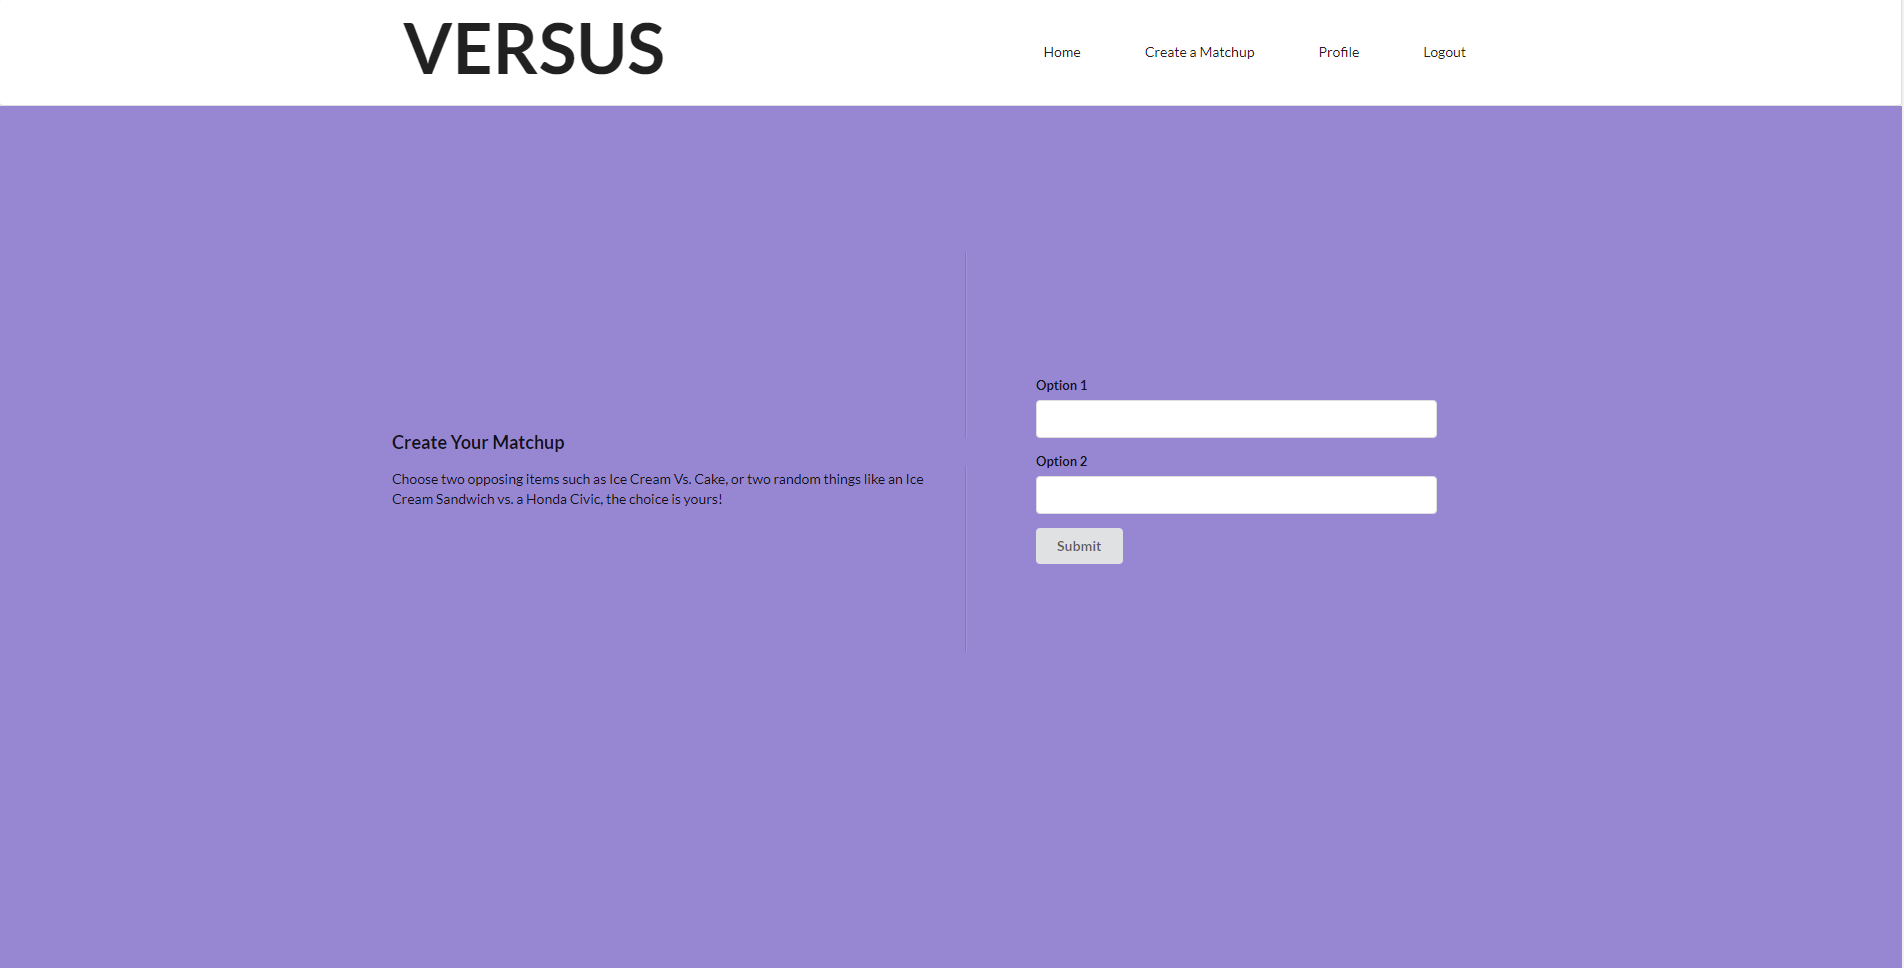 VERSUS
Home
Create a Matchup
Profile
Logout
Create Your Matchup
Choose two opposing items such as Ice Cream Vs. Cake, or two random things like an Ice
Cream Sandwich vs. a Honda Civic, the choice is yours!
Option 1
Option 2
Submit